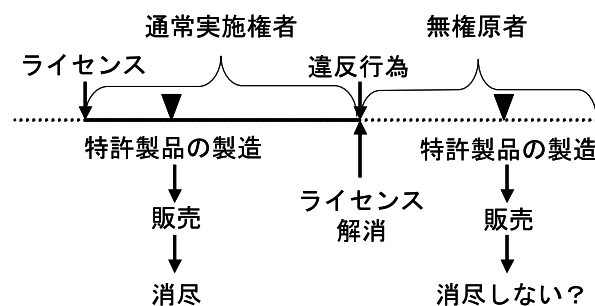 通常実施権者
無権原者
ライセンス
違反行為
特許製品の製造
特許製品の製造
ライセンス
解消
販売
販売
消尽
消尽しない？